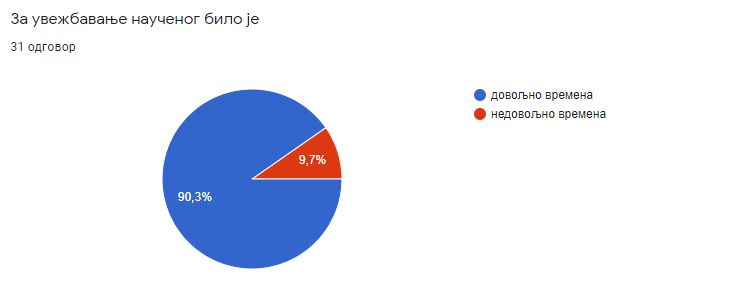 За увежбавање наученог било је
31 одговор
довољно времена
недовољно времена
9,7%
90,3%